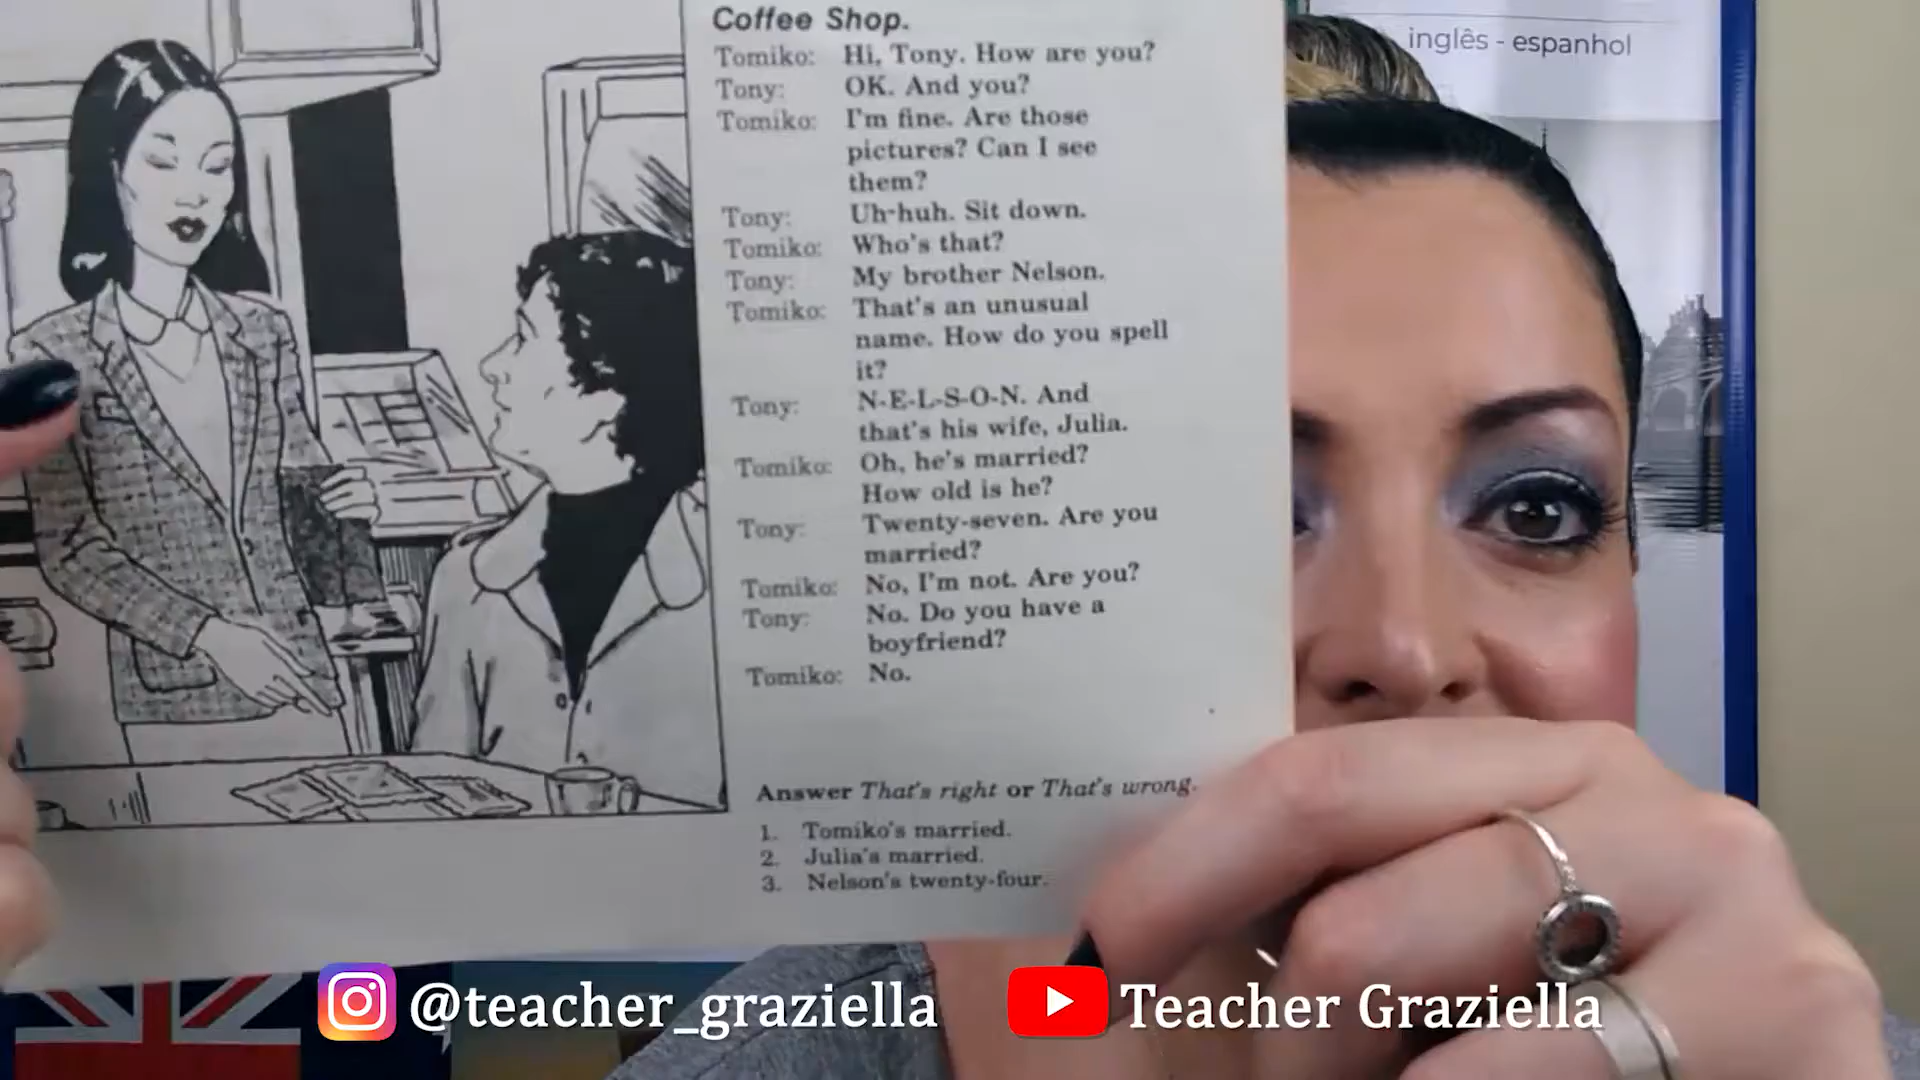 Coffee Shop.
Tomiko: Hi, Tony. How are you?
Tony: OK. And you?
Tomiko: I'm fine. Are those
pictures? Can I see
them?
Tony: Uh-huh. Sit down.
Tomiko: Who's that?
Tony: My brother Nelson.
Tomiko: That's an unusual
name. How do you spell
it?
Tony: N-E-L-S-O-N. And
that's his wife, Julia.
Tomiko: Oh, he's married?
How old is he?
Tony: Twenty-seven. Are you
married?
Tomiko: No, I'm not. Are you?
Tony: No. Do you have a
boyfriend?
Tomiko: No.
Answer That's right or That's wrong.
1. Tomiko's married.
2. Julia's married.
3. Nelson's twenty-four.
inglês - espanhol
@teacher_graziella
Teacher Graziella